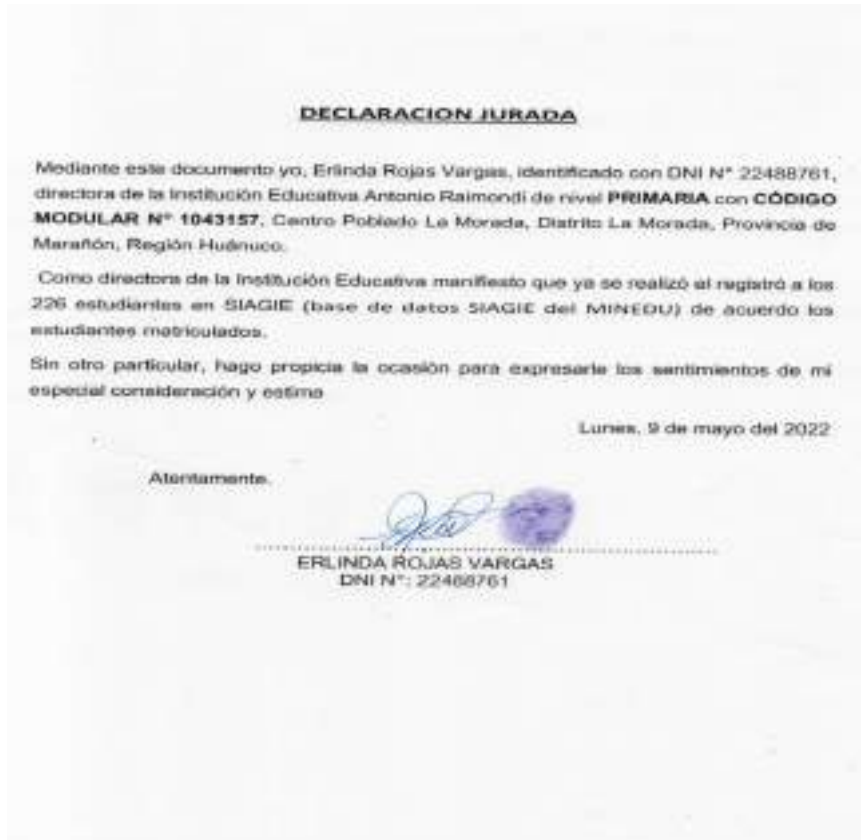 DECLARACION JURADA
Mediante este documento yo, Erlinda Rojas Vargas, identificado con DNI N° 22488761,
directora de la Institución Educativa Antonio Raimondi de nivel PRIMARIA con CÓDIGO
MODULAR N° 1043157, Centro Poblado La Morada, Distrito La Morada, Provincia de
Marañón, Región Huánuco.
Como directora de la Institución Educativa manifiesto que ya se realizó el registró a los
226 estudiantes en SIAGIE (base de datos SIAGIE del MINEDU) de acuerdo los
estudiantes matriculados.
Sin otro particular, hago propicia la ocasión para expresarle los sentimientos de mi
especial consideración y estima
Lunes, 9 de mayo del 2022
Atentamente.
ERLINDA ROJAS VARGAS
DNI N°: 22488761